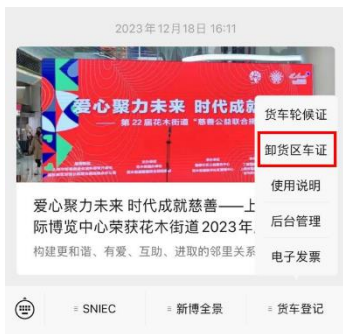 2023年12月18日 16:11
爱心聚力未来 时代成就
第22届花木街道“慈善公益联合
货车轮候证
卸货区车证
使用说明
后台管理
电子发票
爱心聚力未来 时代成就慈善——上
际博览中心荣获花木街道2023年
构建更和谐、有爱、互助、进取的邻里关系
SNIEC
新博全景
货车登记